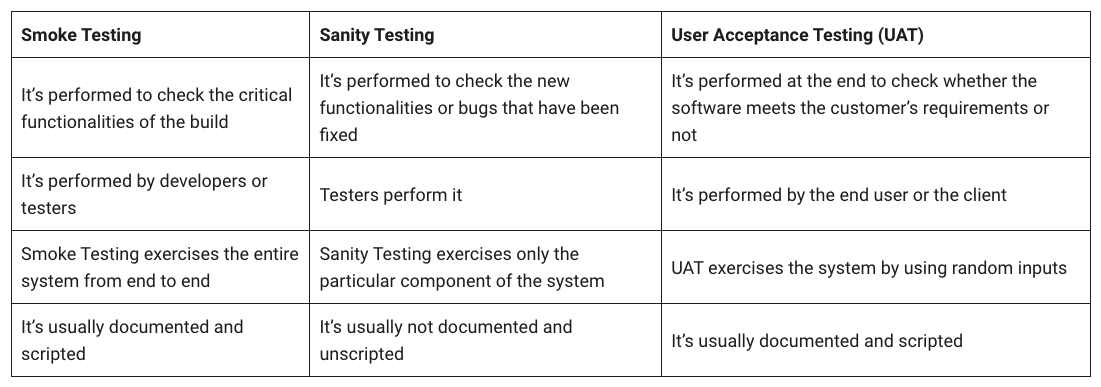 Smoke Testing
Sanity Testing
User Acceptance Testing (UAT)
It’s performed to check the critical
functionalities of the build
It’s performed to check the new
functionalities or bugs that have been
fixed
It’s performed at the end to check whether the
software meets the customer’s requirements or
not
It’s performed by developers or
testers
Testers perform it
It’s performed by the end user or the client
Smoke Testing exercises the entire
system from end to end
Sanity Testing exercises only the
particular component of the system
UAT exercises the system by using random inputs
It’s usually documented and
scripted
It’s usually not documented and
unscripted
It’s usually documented and scripted